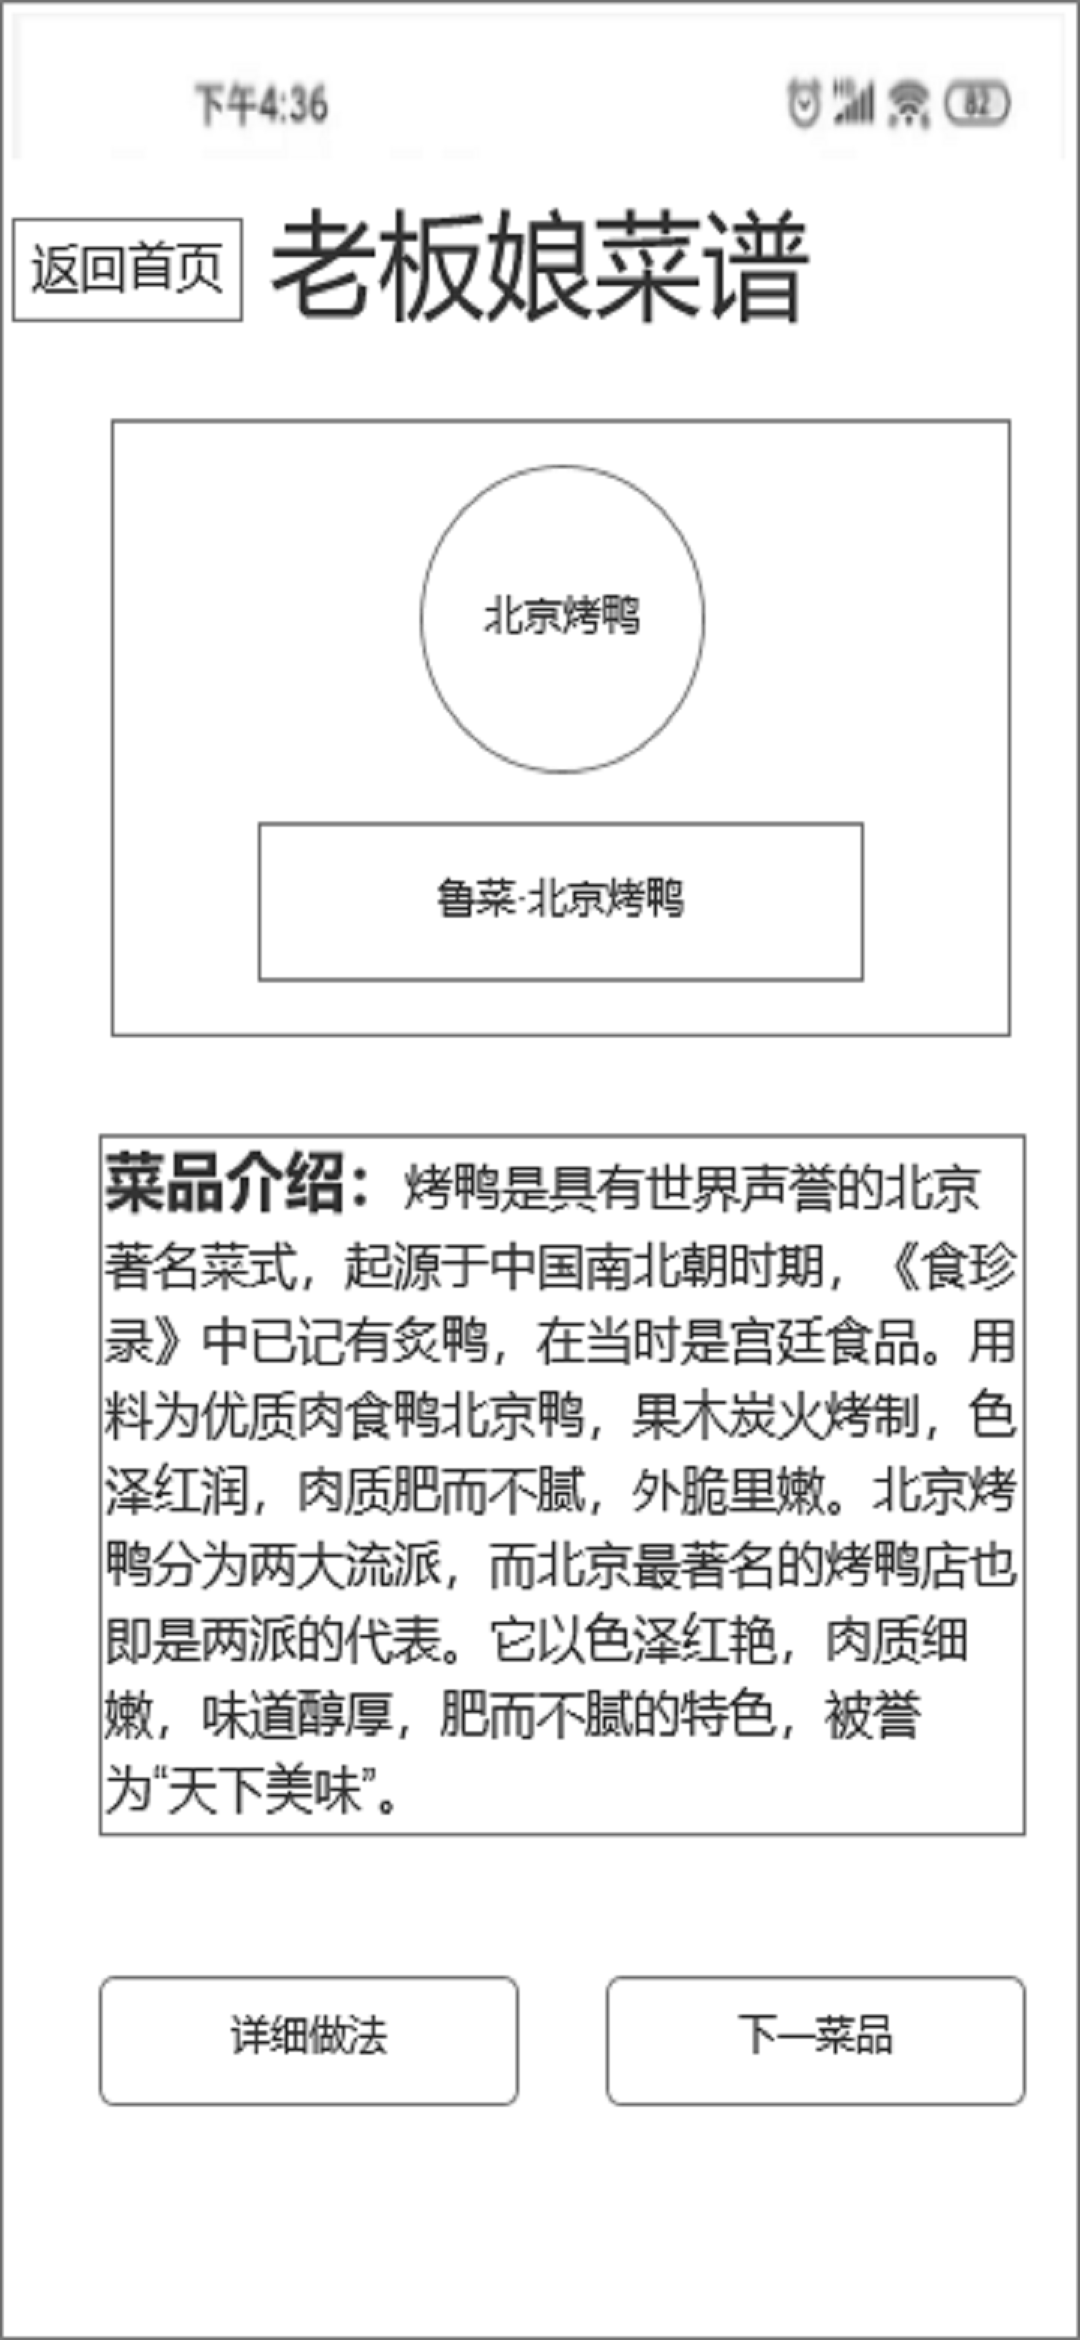 下午4:36
82
返回首页
老板娘菜谱
北京烤鸭
鲁菜·北京烤鸭
菜品介绍：烤鸭是具有世界声誉的北京
著名菜式，起源于中国南北朝时期，《食珍
录》中已记有炙鸭，在当时是宫廷食品。用
料为优质肉食鸭北京鸭，果木炭火烤制，色
泽红润，肉质肥而不腻，外脆里嫩。北京烤
鸭分为两大流派，而北京最著名的烤鸭店也
即是两派的代表。它以色泽红艳，肉质细
嫩，味道醇厚，肥而不腻的特色，被誉
为“天下美味”。
详细做法
下一菜品